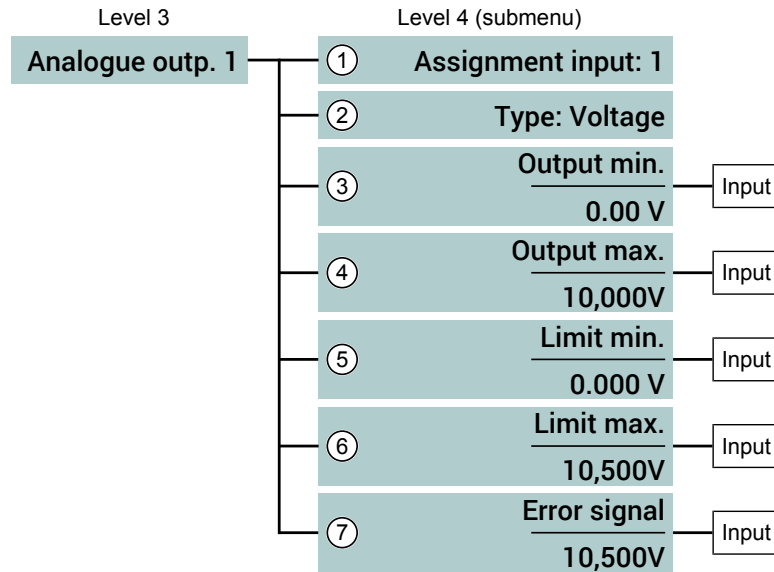 Level 3
Level 4 (submenu)
Analogue outp. 1
1 Assignment input: 1
2 Type: Voltage
3 Output min.
0.00 V
Input
4 Output max.
10,000V
Input
5 Limit min.
0.000 V
Input
6 Limit max.
10,500V
Input
7 Error signal
10,500V
Input